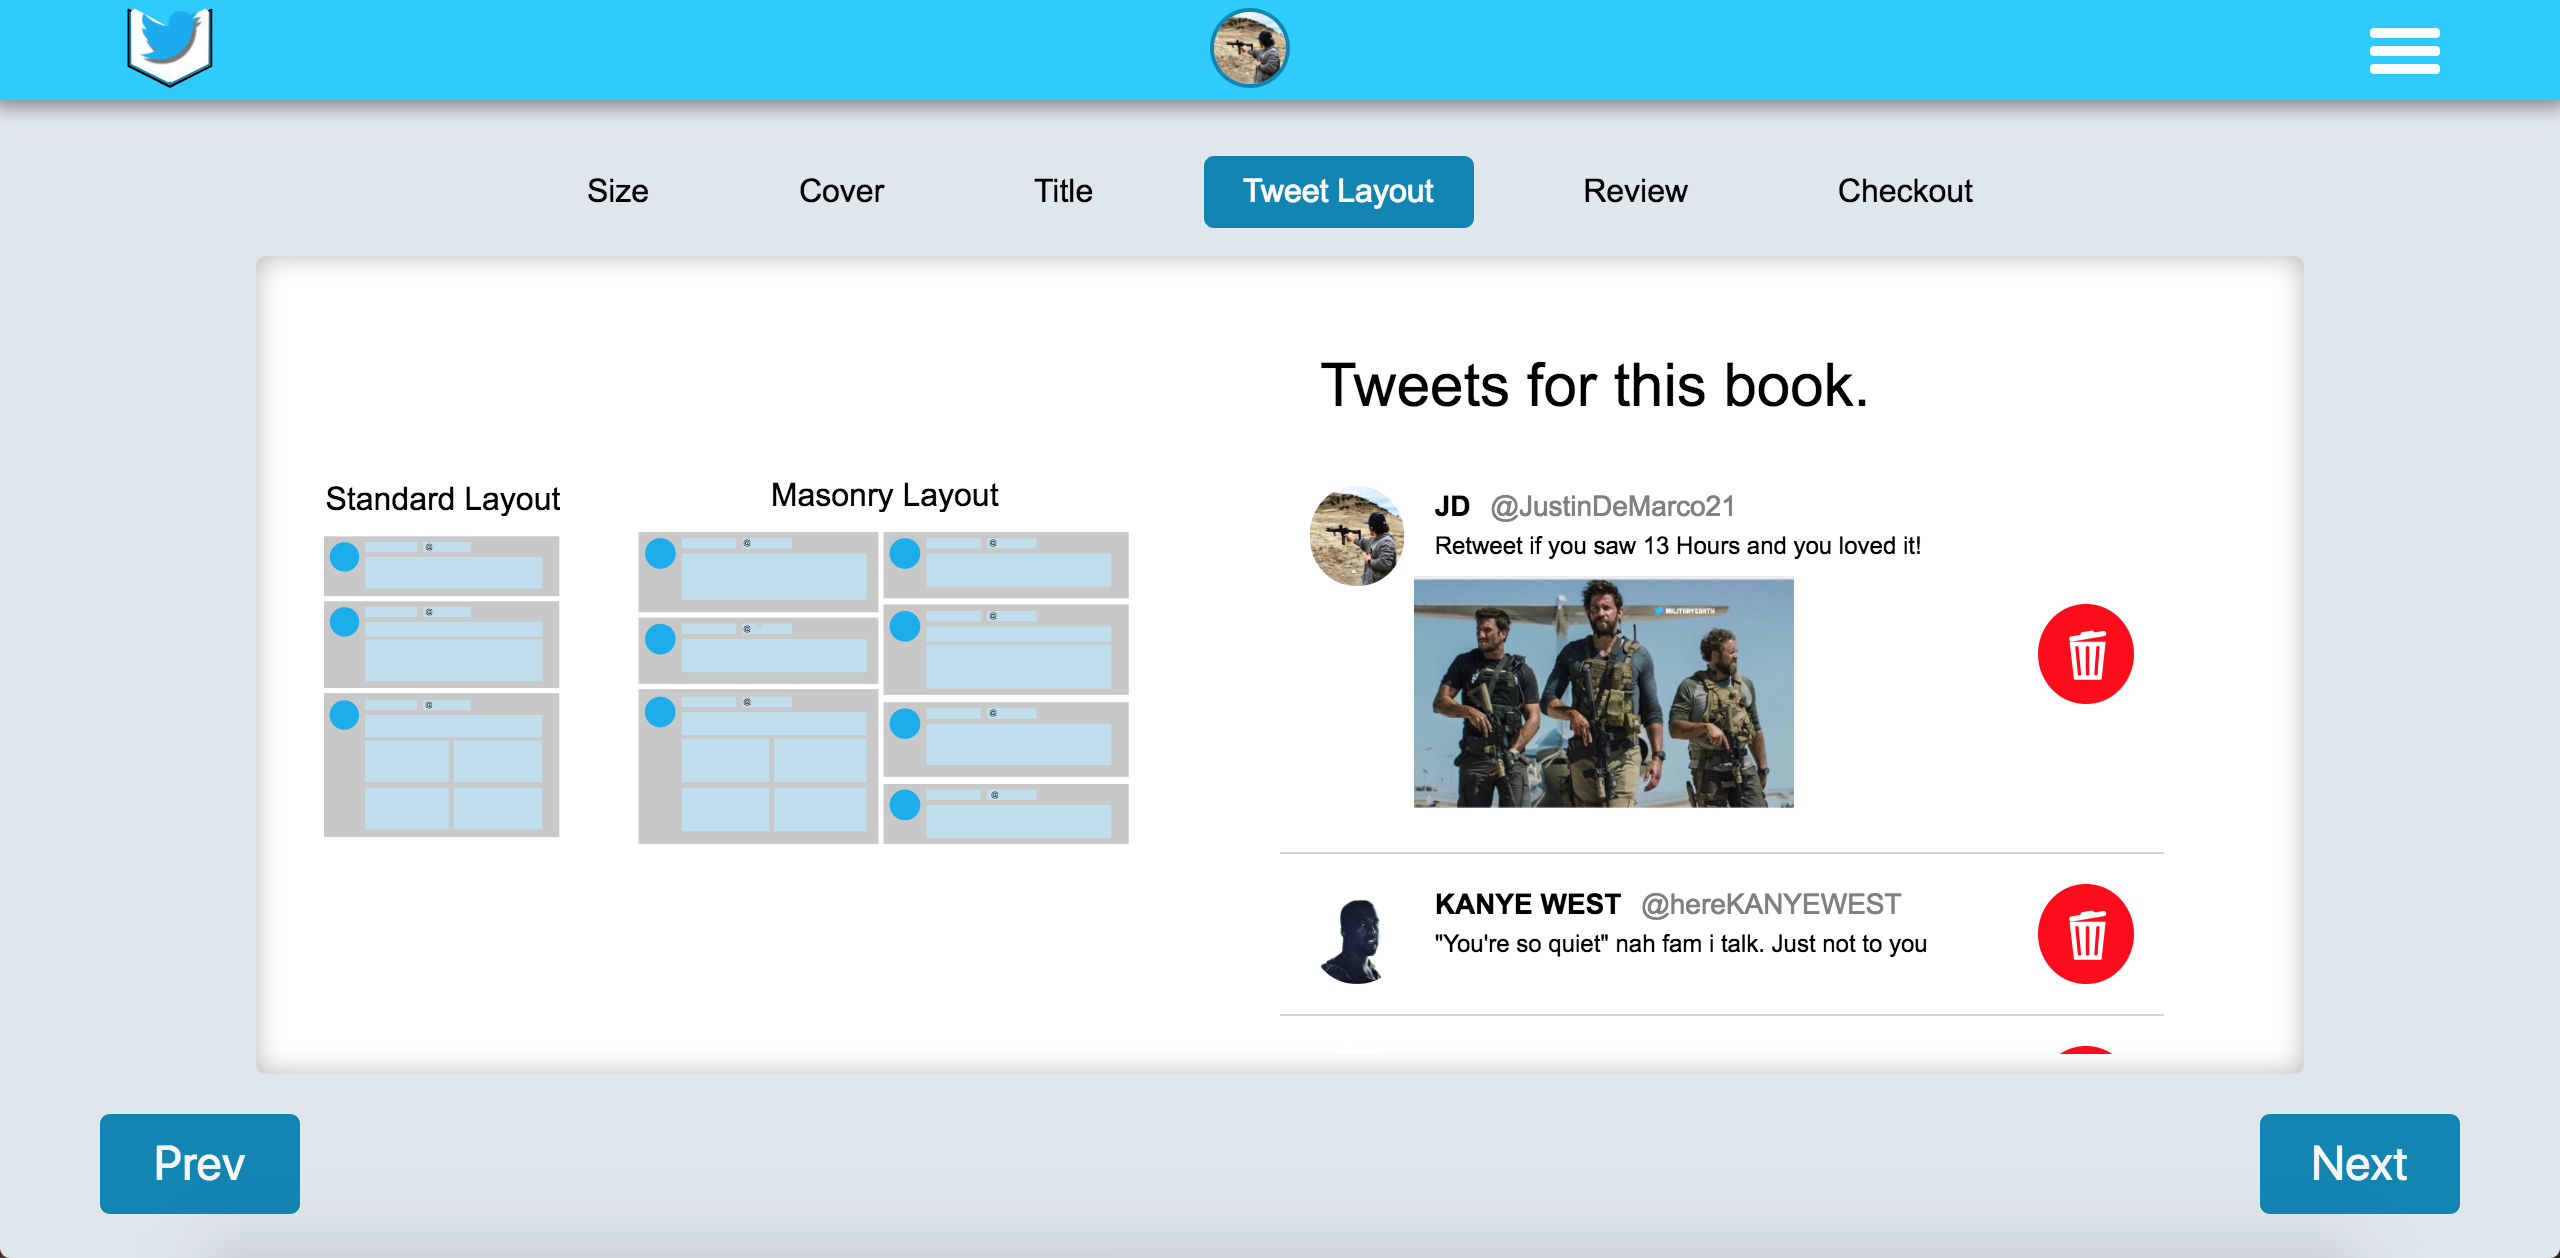 Size
Cover
Title
Tweet Layout
Review
Checkout
Tweets for this book.
Standard Layout
@
@
@
Masonry Layout
@
@
@
@
@
@
@
JD @JustinDeMarco21
Retweet if you saw 13 Hours and you loved it!
MILITARYEARTH
KANYE WEST @hereKANYEWEST
"You're so quiet" nah fam i talk. Just not to you
Prev
Next